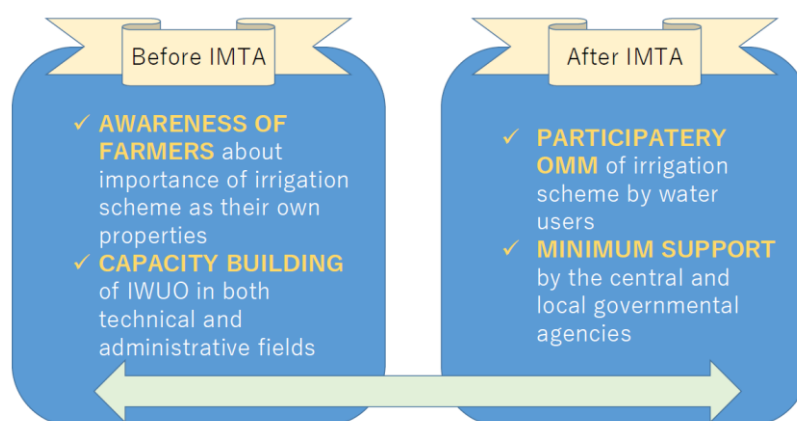 Before IMTA
✓ AWARENESS OF
FARMERS about
importance of irrigation
scheme as their own
properties
✓ CAPACITY BUILDING
of IWUO in both
technical and
administrative fields
After IMTA
✓ PARTICIPATERY
OMM of irrigation
scheme by water
users
✓ MINIMUM SUPPORT
by the central and
local governmental
agencies